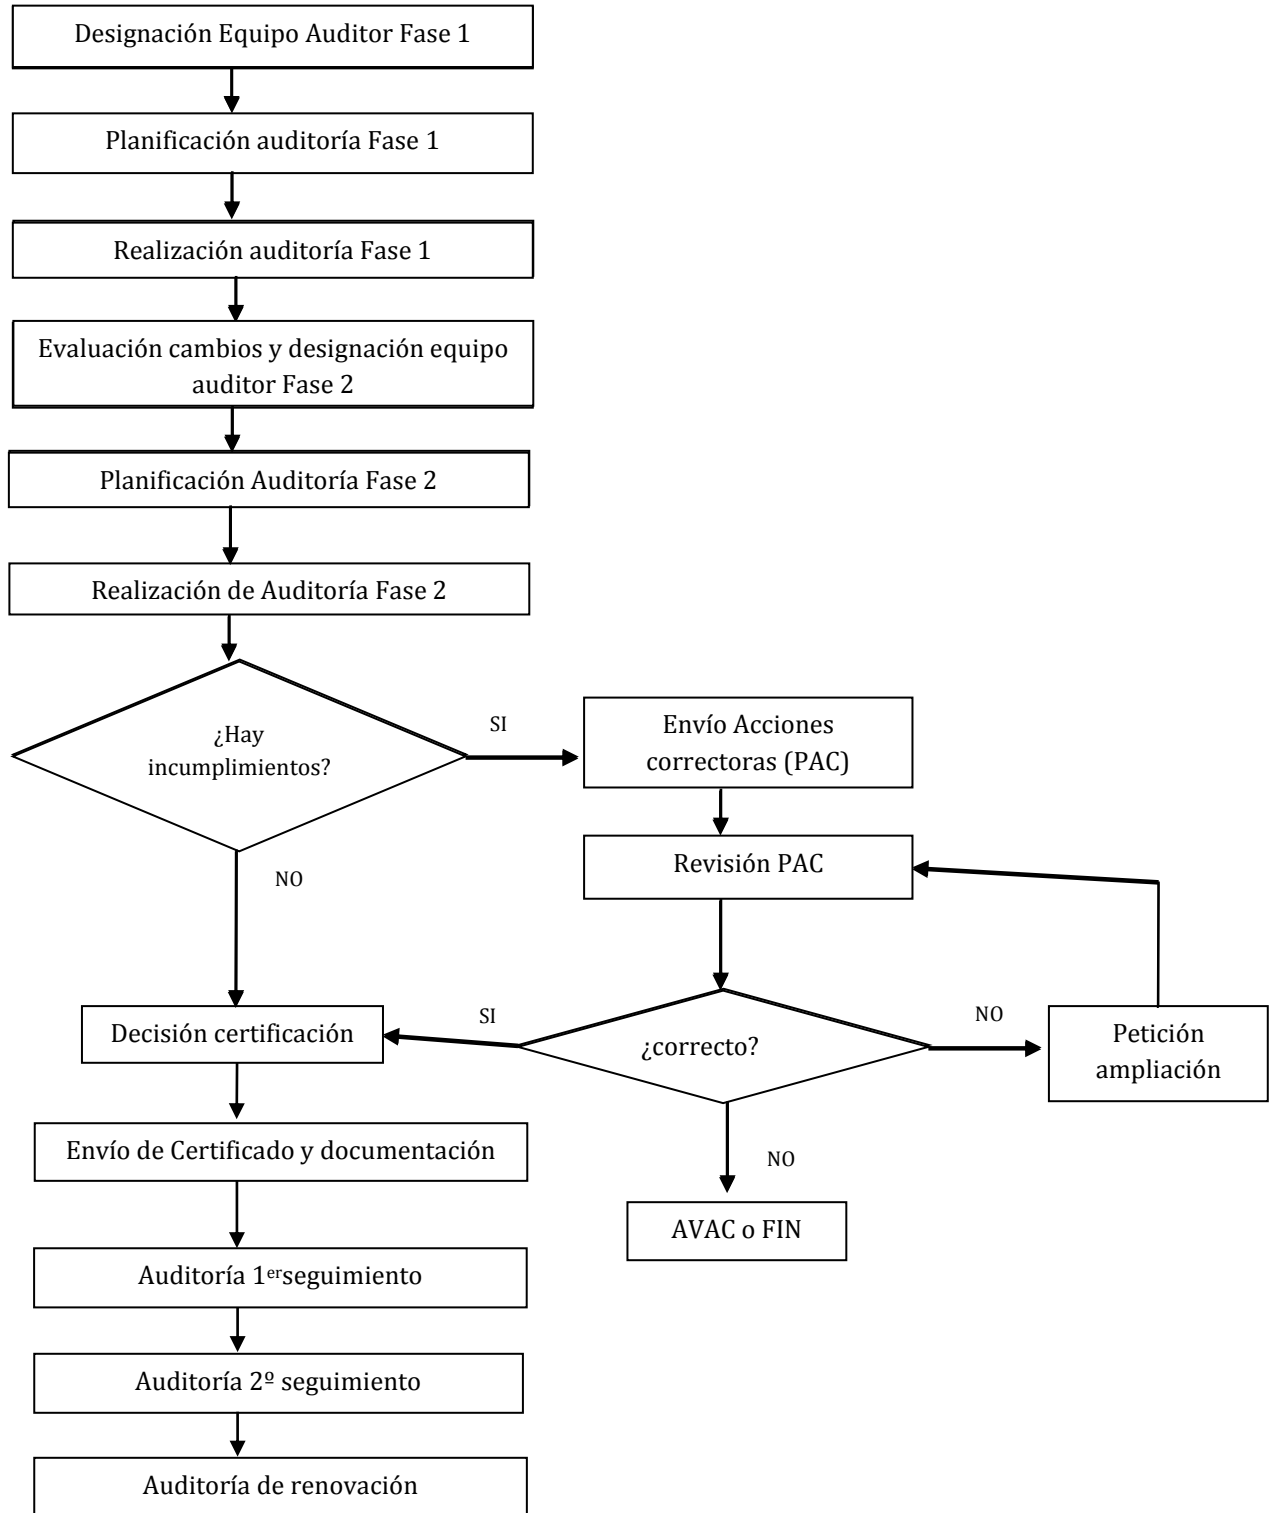 Designación Equipo Auditor Fase 1
Planificación auditoría Fase 1
Realización auditoría Fase 1
Evaluación cambios y designación equipo
auditor Fase 2
Planificación Auditoría Fase 2
Realización de Auditoría Fase 2
¿Hay
incumplimientos?
SI
Envío Acciones
correctoras (PAC)
Revisión PAC
NO
Decisión certificación
SI
¿correcto?
NO
Petición
ampliación
Envío de Certificado y documentación
NO
AVAC o FIN
Auditoría 1erseguimiento
Auditoría 2º seguimiento
Auditoría de renovación